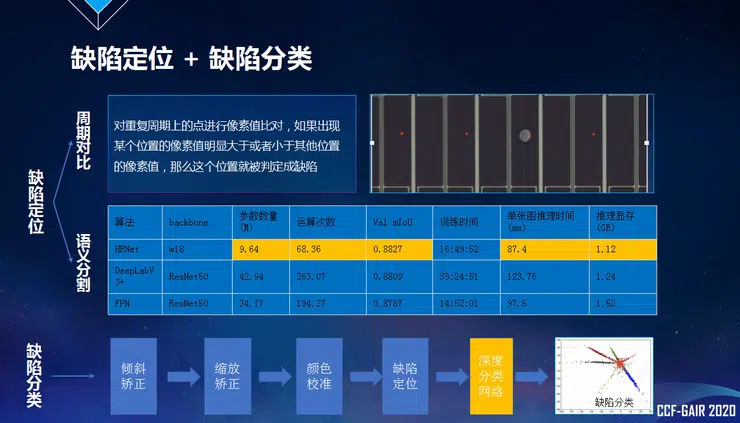 缺陷定位 + 缺陷分类
缺陷定位
周期对比
对重复周期上的点进行像素值比对，如果出现
某个位置的像素值明显大于或者小于其他位置
的像素值，那么这个位置就被判定成缺陷
语义分割
算法 backbone 参数数量(M) 运算次数 Val mIoU 训练时间 单张图推理时间(ms) 推理显存(GB)
HRNet w18 9.64 68.36 0.8827 16:49:52 87.4 1.12
DeepLabV3+ ResNet50 42.94 263.07 0.8809 39:24:51 123.76 1.24
FPN ResNet50 34.77 194.27 0.8787 14:52:01 97.5 1.52
缺陷分类
倾斜矫正
缩放矫正
颜色校准
缺陷定位
深度分类网络
缺陷分类
CCF-GAIR 2020